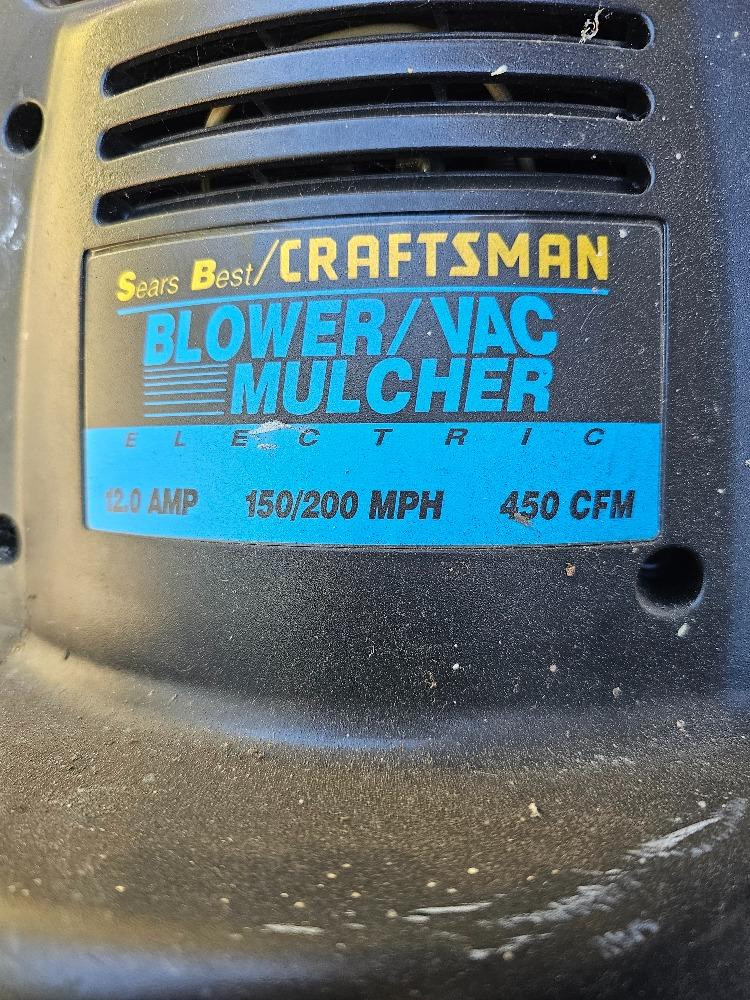 Sears Best/CRAFTSMAN
BLOWER/VAC
MULCHER
ELECTRIC
12.0 AMP 150/200 MPH 450 CFM